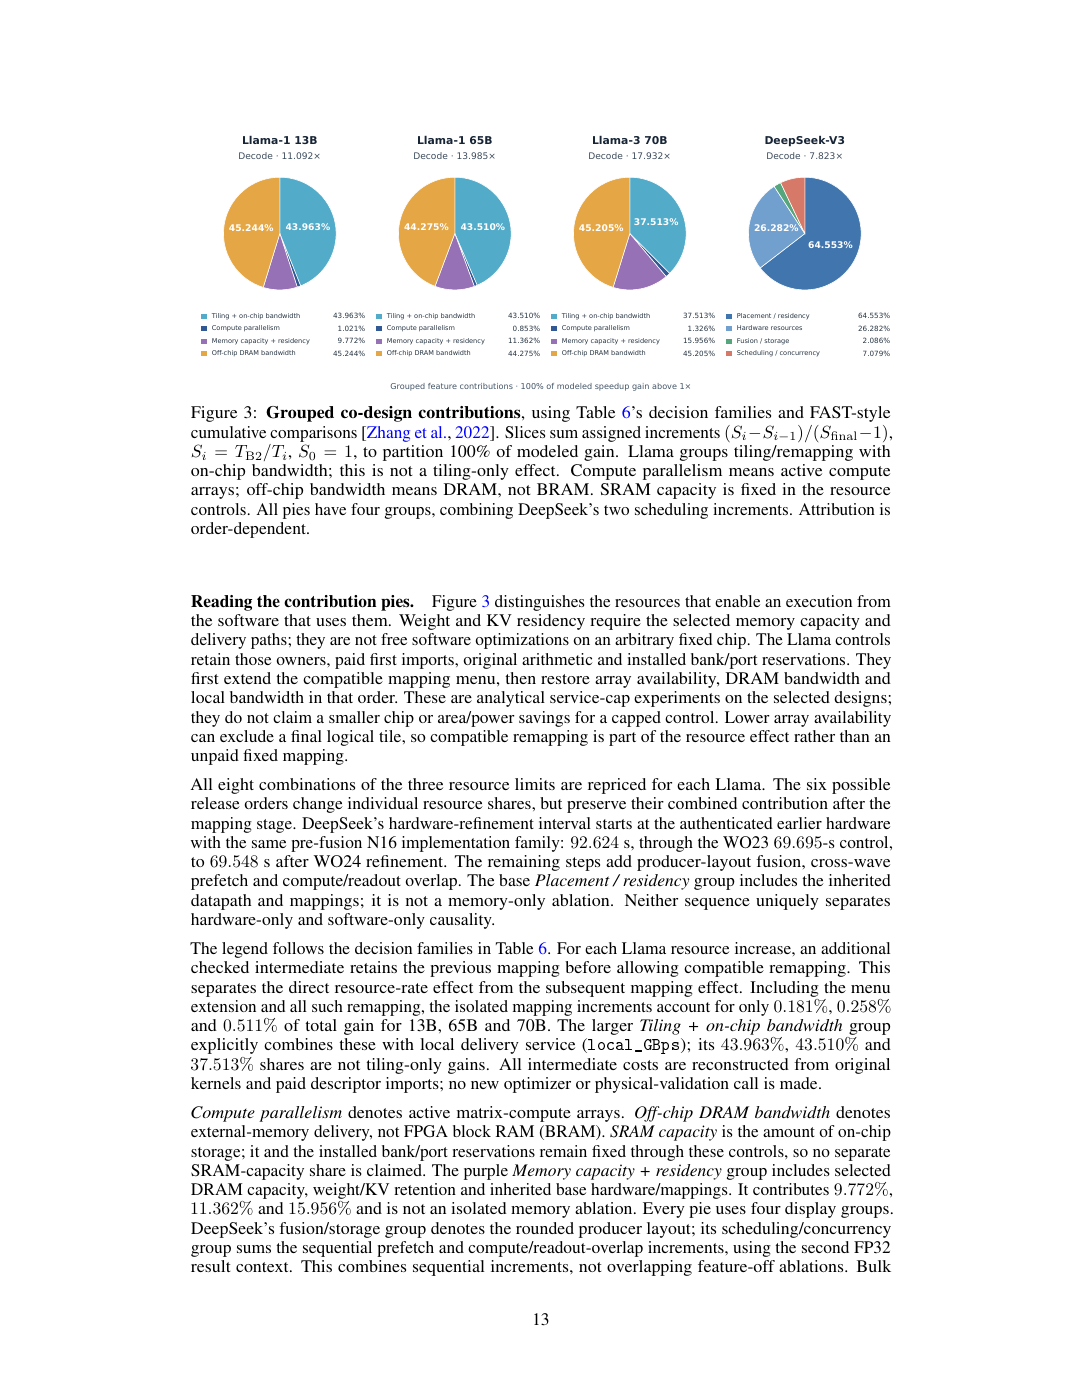 Llama-1 13B
Decode · 11.092×
45.244%
43.963%
Tiling + on-chip bandwidth 43.963%
Compute parallelism 1.021%
Memory capacity + residency 9.772%
Off-chip DRAM bandwidth 45.244%
Llama-1 65B
Decode · 13.985×
44.275%
43.510%
Tiling + on-chip bandwidth 43.510%
Compute parallelism 0.853%
Memory capacity + residency 11.362%
Off-chip DRAM bandwidth 44.275%
Llama-3 70B
Decode · 17.932×
45.205%
37.513%
Tiling + on-chip bandwidth 37.513%
Compute parallelism 1.326%
Memory capacity + residency 15.956%
Off-chip DRAM bandwidth 45.205%
DeepSeek-V3
Decode · 7.823×
26.282%
64.553%
Placement / residency 64.553%
Hardware resources 26.282%
Fusion / storage 2.086%
Scheduling / concurrency 7.079%
Grouped feature contributions · 100% of modeled speedup gain above 1×
Figure 3: Grouped co-design contributions, using Table 6's decision families and FAST-style
cumulative comparisons [Zhang et al., 2022]. Slices sum assigned increments (S_i−S_{i−1})/(S_final−1),
S_i = T_B2/T_i, S_0 = 1, to partition 100% of modeled gain. Llama groups tiling/remapping with
on-chip bandwidth; this is not a tiling-only effect. Compute parallelism means active compute
arrays; off-chip bandwidth means DRAM, not BRAM. SRAM capacity is fixed in the resource
controls. All pies have four groups, combining DeepSeek's two scheduling increments. Attribution is
order-dependent.
Reading the contribution pies. Figure 3 distinguishes the resources that enable an execution from
the software that uses them. Weight and KV residency require the selected memory capacity and
delivery paths; they are not free software optimizations on an arbitrary fixed chip. The Llama controls
retain those owners, paid first imports, original arithmetic and installed bank/port reservations. They
first extend the compatible mapping menu, then restore array availability, DRAM bandwidth and
local bandwidth in that order. These are analytical service-cap experiments on the selected designs;
they do not claim a smaller chip or area/power savings for a capped control. Lower array availability
can exclude a final logical tile, so compatible remapping is part of the resource effect rather than an
unpaid fixed mapping.
All eight combinations of the three resource limits are repriced for each Llama. The six possible
release orders change individual resource shares, but preserve their combined contribution after the
mapping stage. DeepSeek's hardware-refinement interval starts at the authenticated earlier hardware
with the same pre-fusion N16 implementation family: 92.624 s, through the WO23 69.695-s control,
to 69.548 s after WO24 refinement. The remaining steps add producer-layout fusion, cross-wave
prefetch and compute/readout overlap. The base Placement / residency group includes the inherited
datapath and mappings; it is not a memory-only ablation. Neither sequence uniquely separates
hardware-only and software-only causality.
The legend follows the decision families in Table 6. For each Llama resource increase, an additional
checked intermediate retains the previous mapping before allowing compatible remapping. This
separates the direct resource-rate effect from the subsequent mapping effect. Including the menu
extension and all such remapping, the isolated mapping increments account for only 0.181%, 0.258%
and 0.511% of total gain for 13B, 65B and 70B. The larger Tiling + on-chip bandwidth group
explicitly combines these with local delivery service (local_GBps); its 43.963%, 43.510% and
37.513% shares are not tiling-only gains. All intermediate costs are reconstructed from original
kernels and paid descriptor imports; no new optimizer or physical-validation call is made.
Compute parallelism denotes active matrix-compute arrays. Off-chip DRAM bandwidth denotes
external-memory delivery, not FPGA block RAM (BRAM). SRAM capacity is the amount of on-chip
storage; it and the installed bank/port reservations remain fixed through these controls, so no separate
SRAM-capacity share is claimed. The purple Memory capacity + residency group includes selected
DRAM capacity, weight/KV retention and inherited base hardware/mappings. It contributes 9.772%,
11.362% and 15.956% and is not an isolated memory ablation. Every pie uses four display groups.
DeepSeek's fusion/storage group denotes the rounded producer layout; its scheduling/concurrency
group sums the sequential prefetch and compute/readout-overlap increments, using the second FP32
result context. This combines sequential increments, not overlapping feature-off ablations. Bulk
13